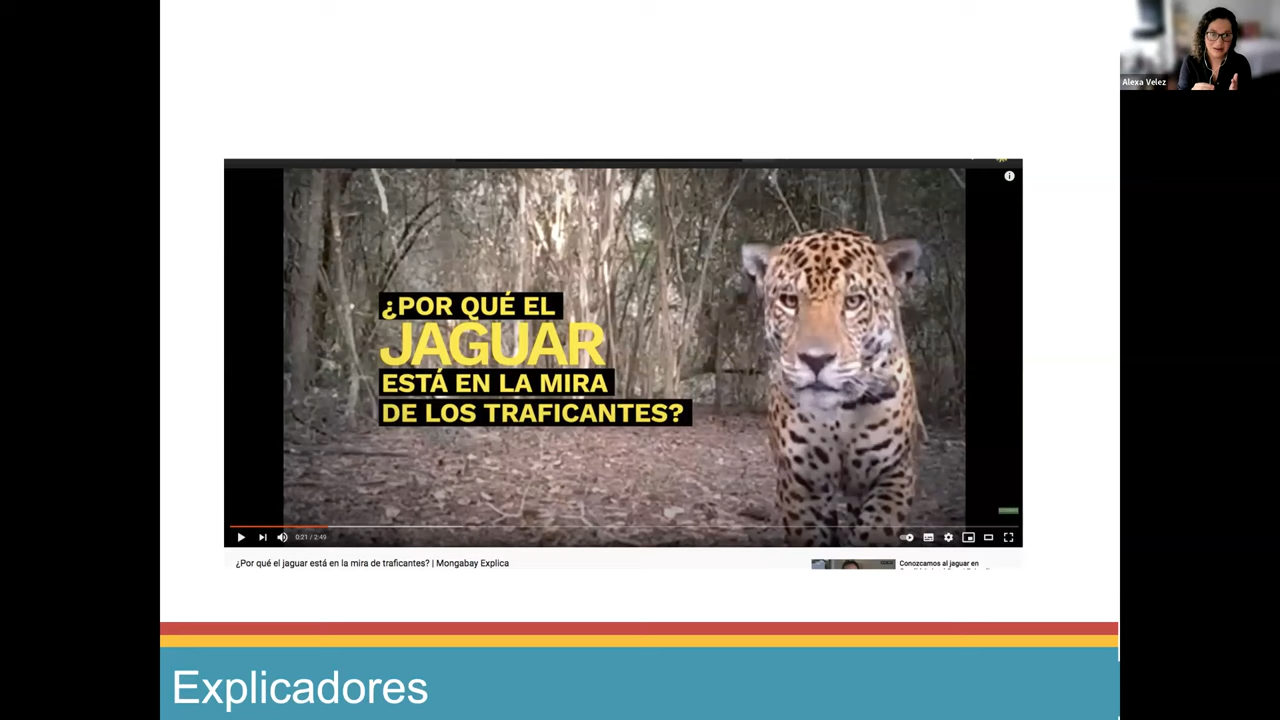 Alexa Velez
¿POR QUÉ EL
JAGUAR
ESTÁ EN LA MIRA
DE LOS TRAFICANTES?
0:21 / 2:49
¿Por qué el jaguar está en la mira de traficantes? | Mongabay Explica
Conozcamos al jaguar en
Explicadores